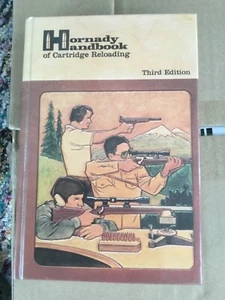 Hornady
Handbook
of Cartridge Reloading
Third Edition